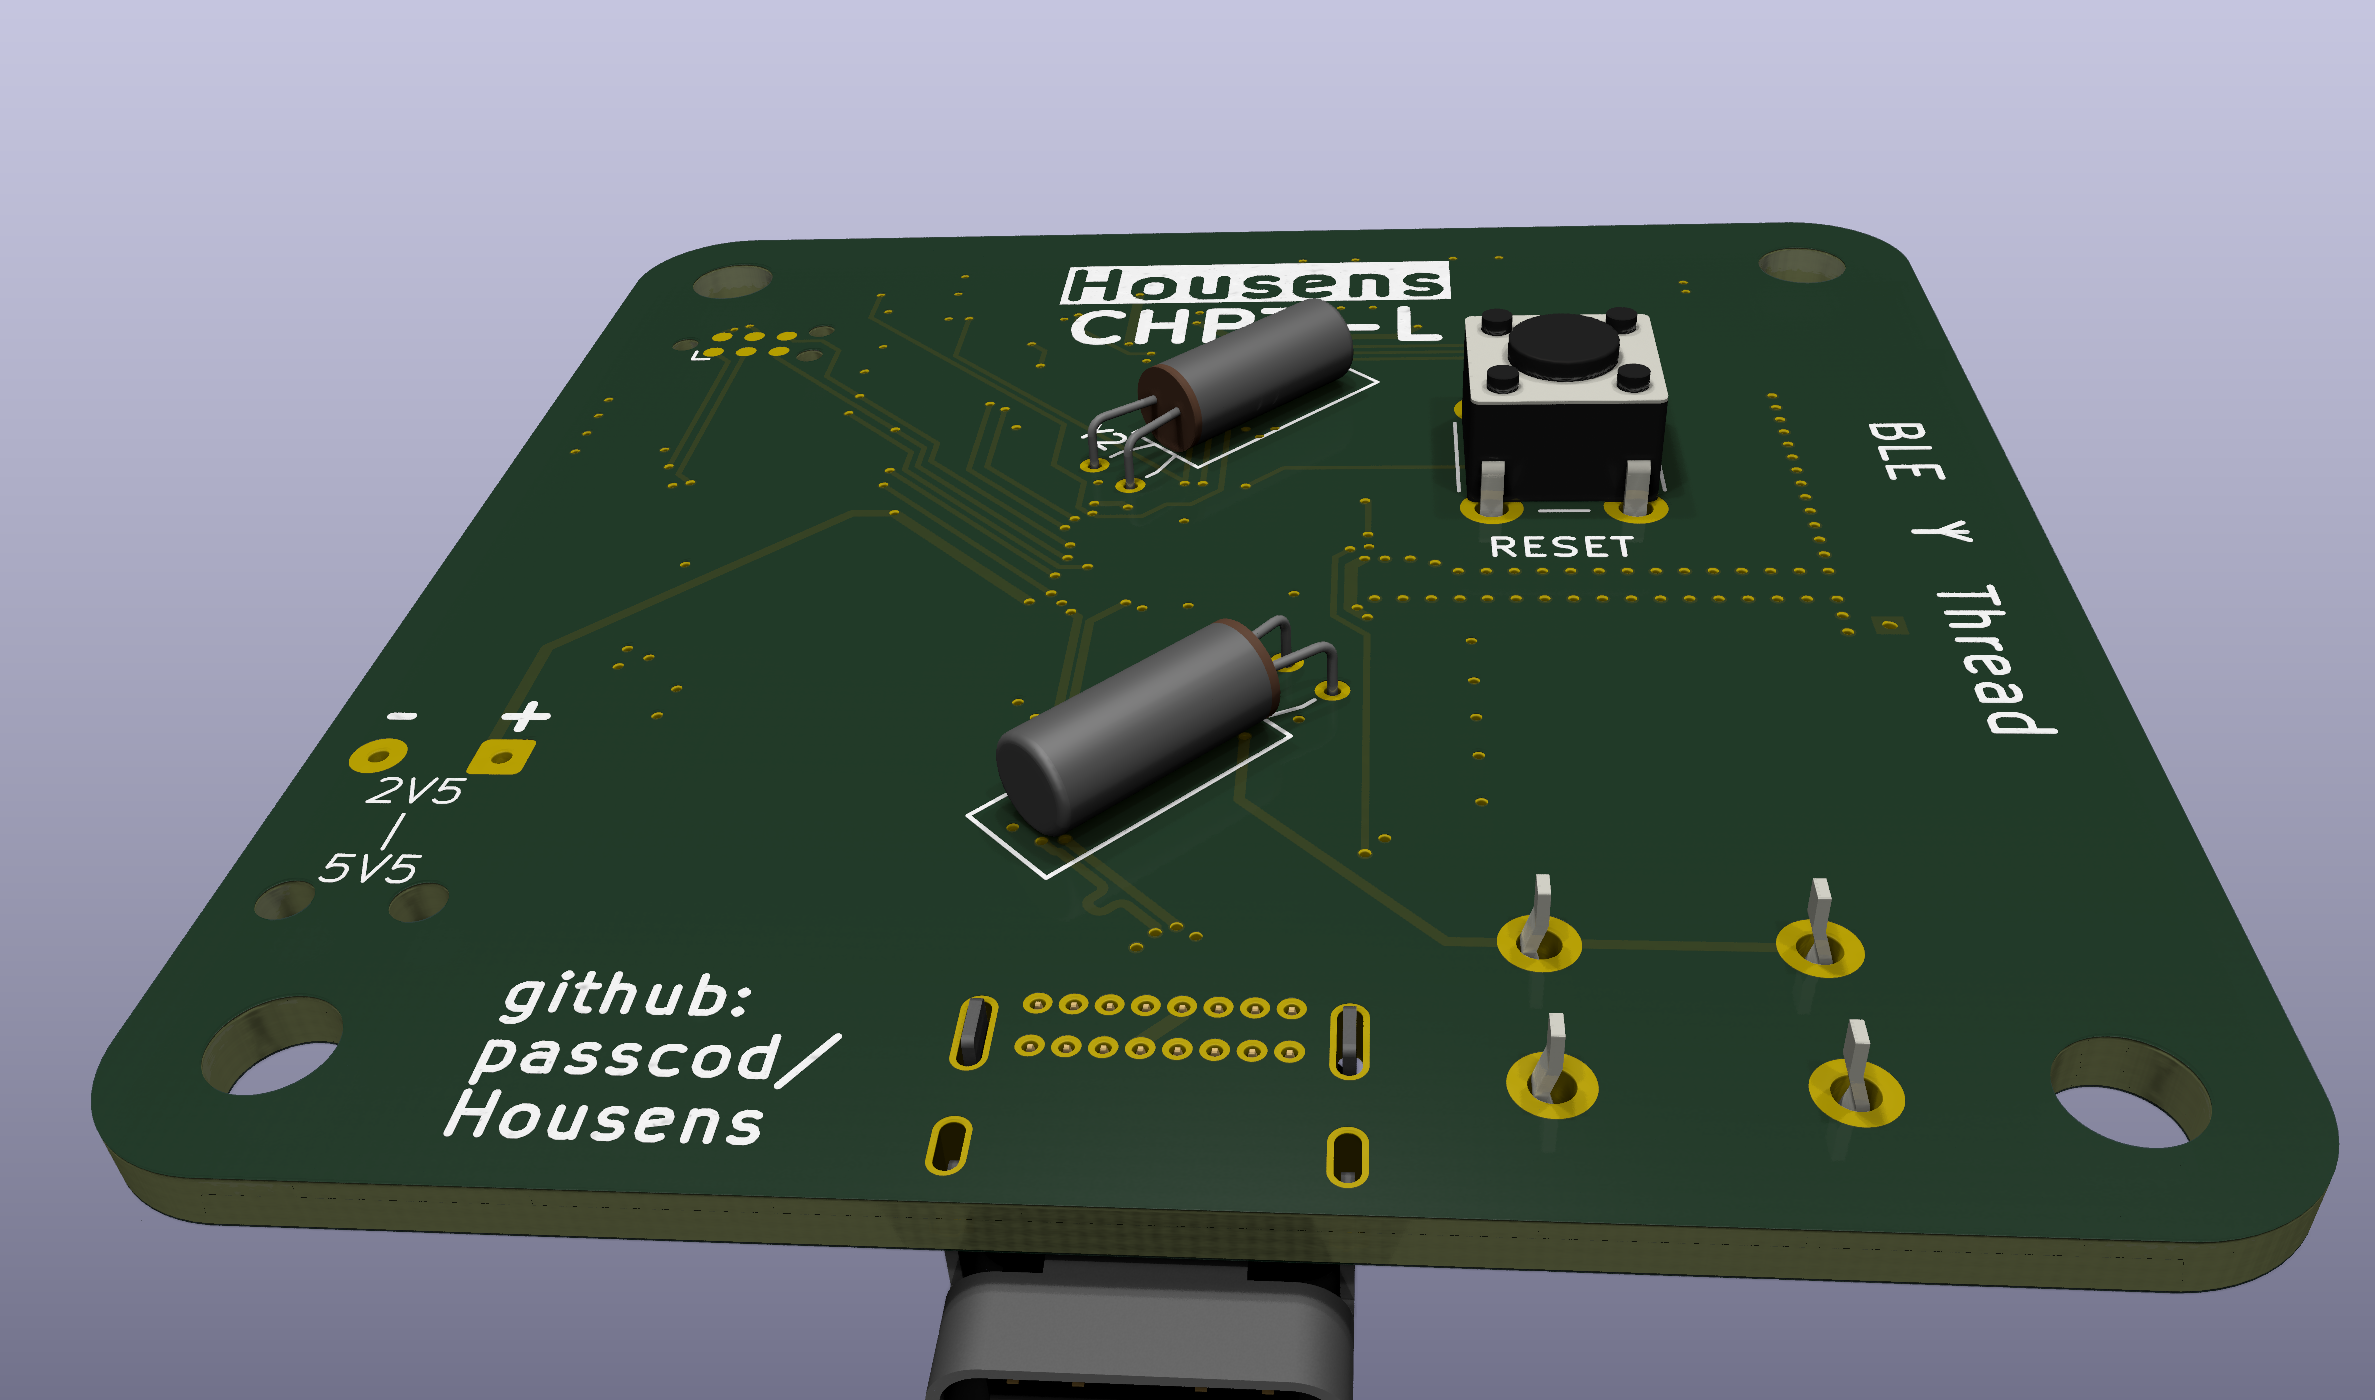 Housens
RESET
BLE Y Thread
- +
2V5
/
5V5
github:
passcod/
Housens